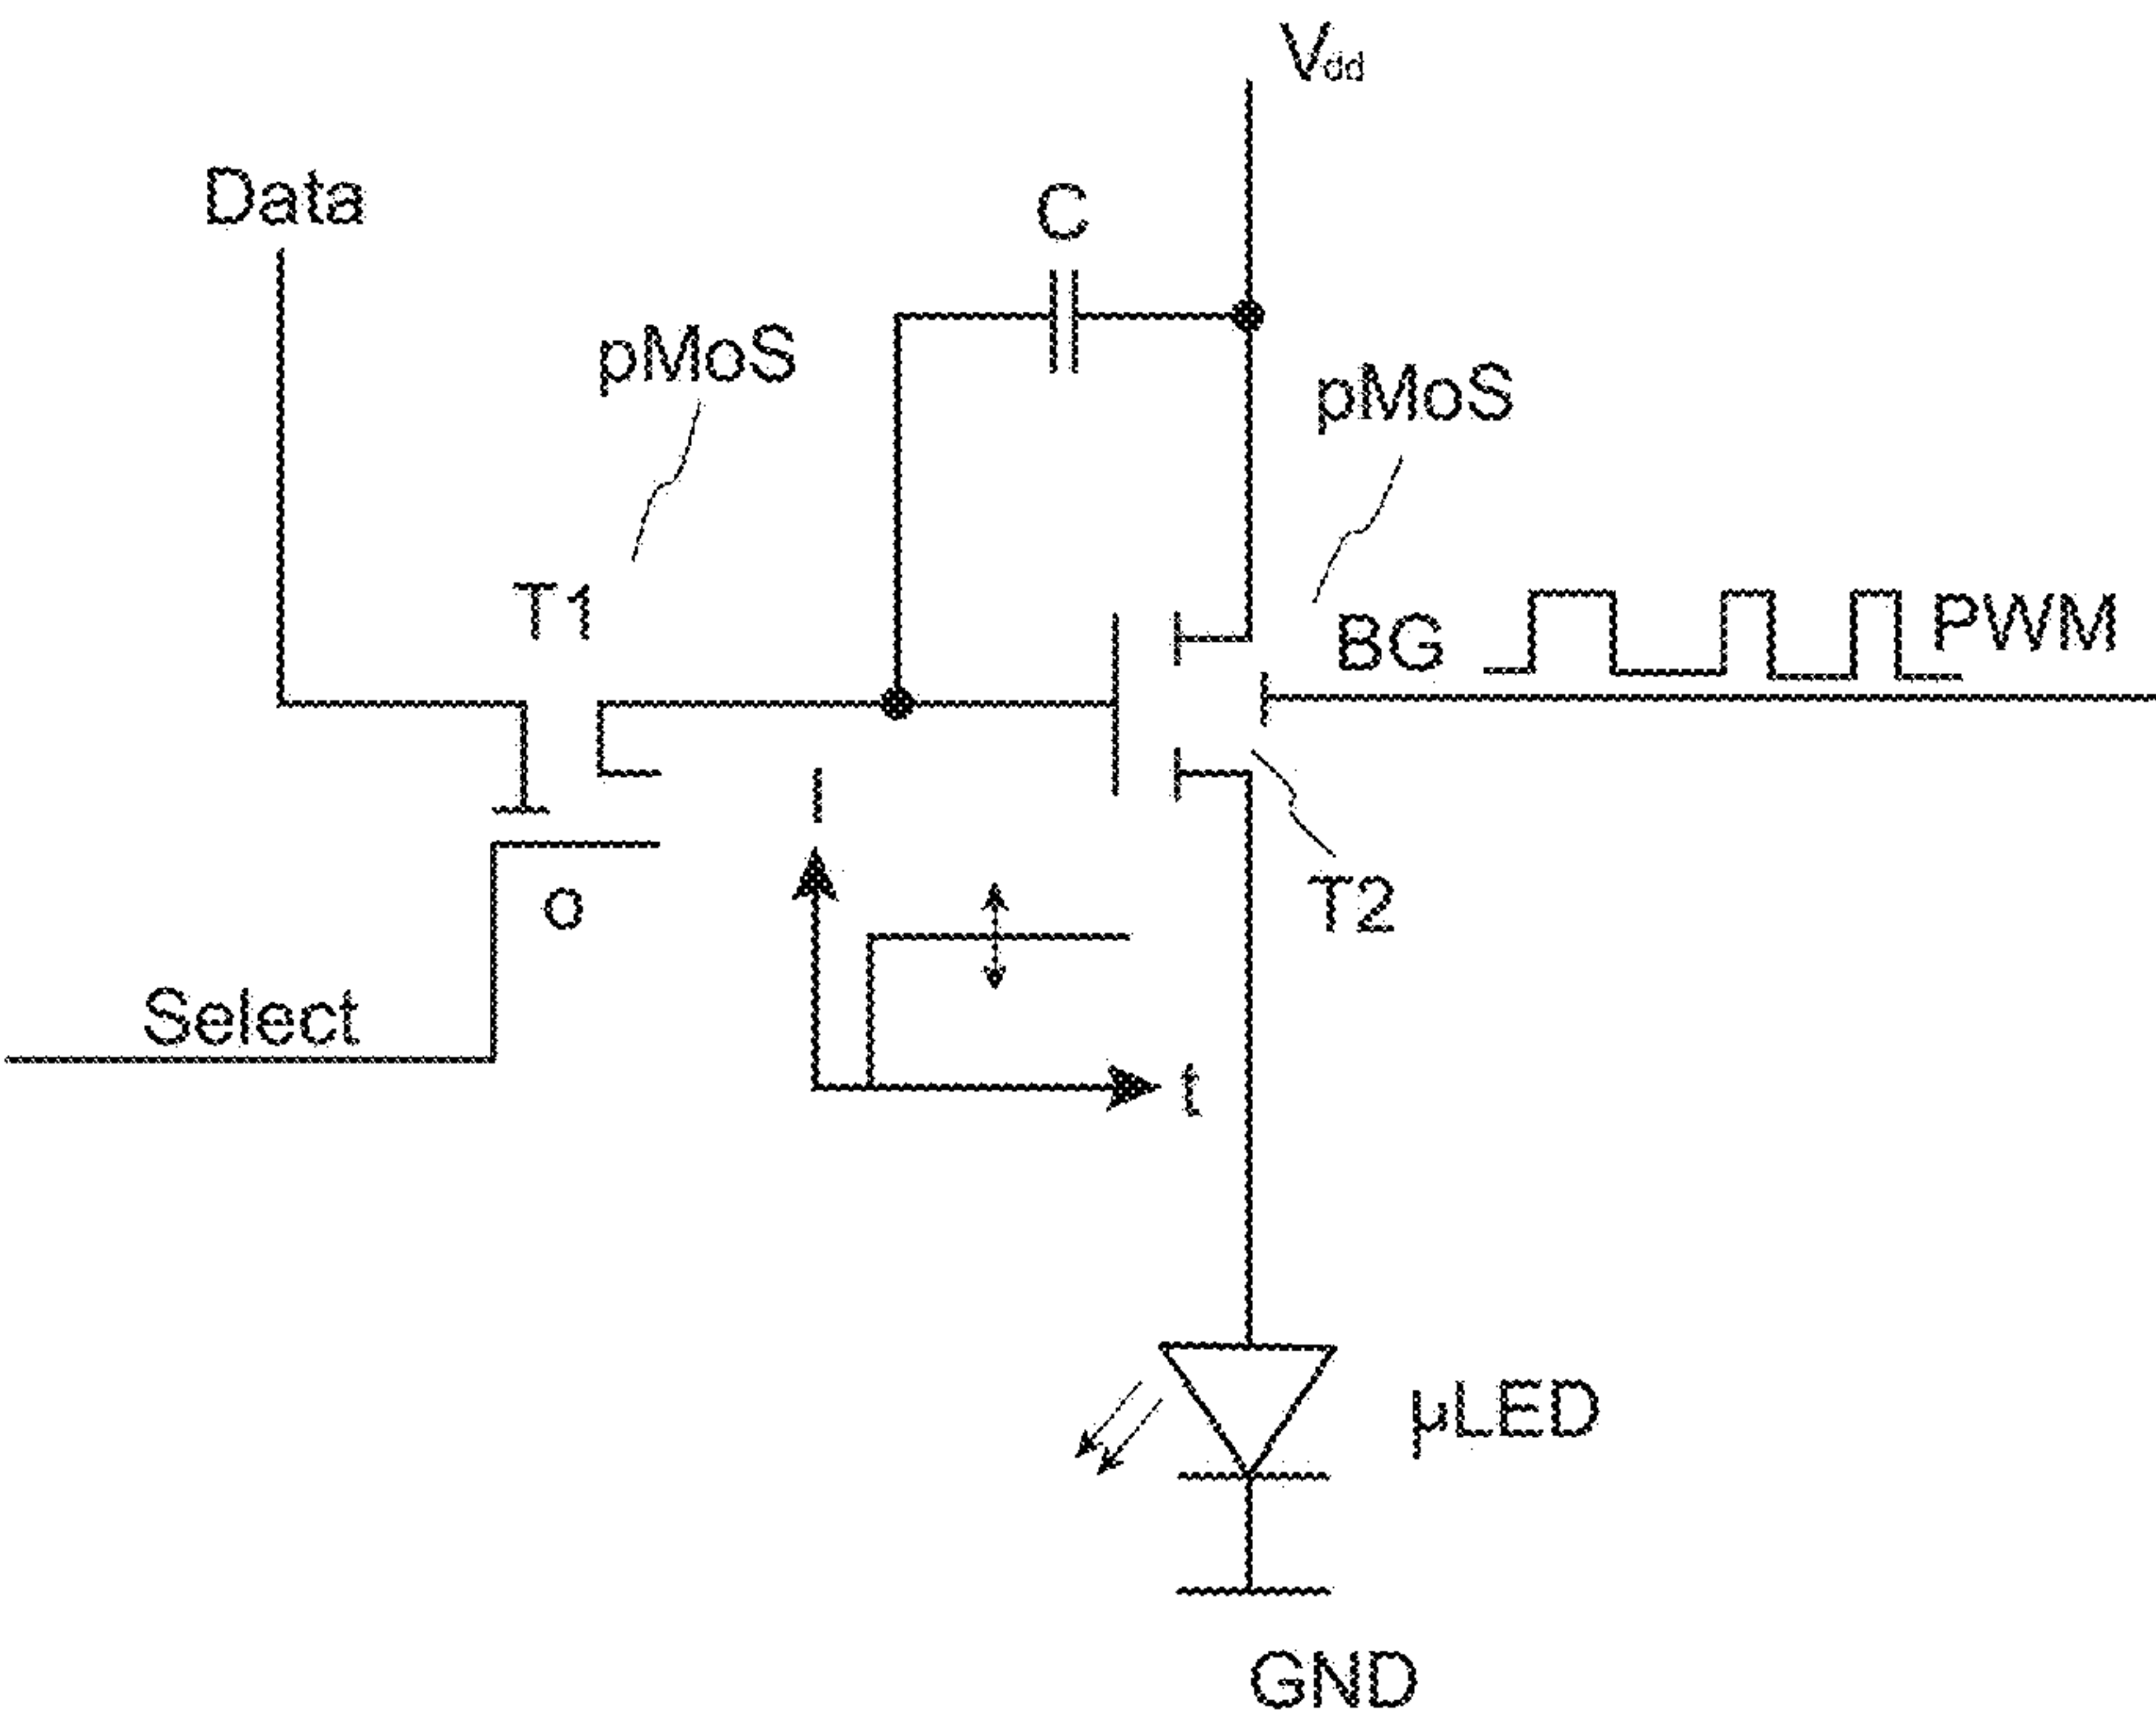 Vdd
Data
C
pMoS
pMoS
T1
BG
PWM
I
T2
Select
t
µLED
GND